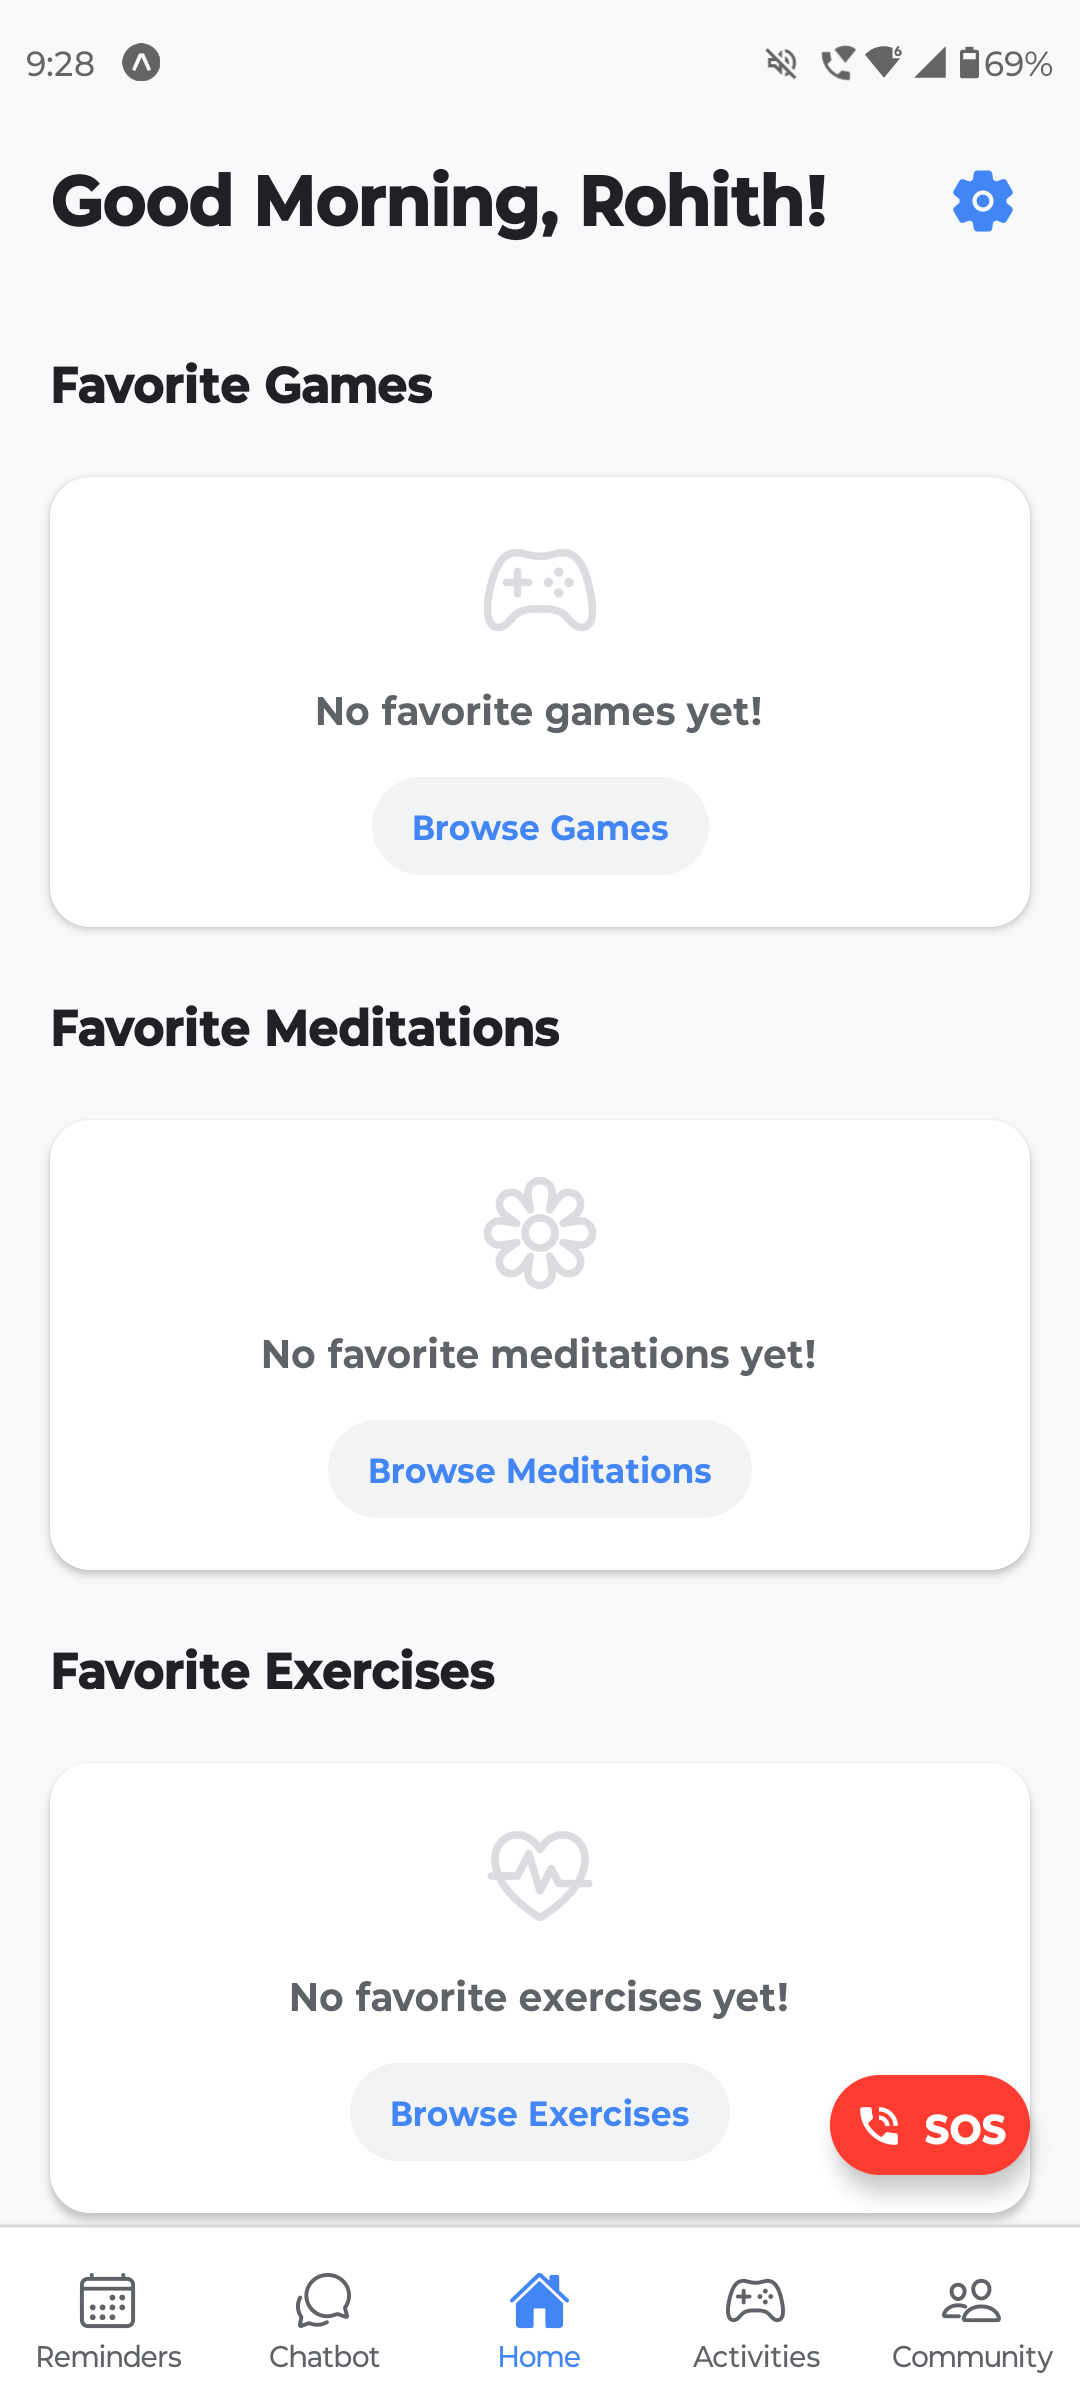 9:28
6
69%
Good Morning, Rohith!
Favorite Games
No favorite games yet!
Browse Games
Favorite Meditations
No favorite meditations yet!
Browse Meditations
Favorite Exercises
No favorite exercises yet!
Browse Exercises
SOS
Reminders
Chatbot
Home
Activities
Community